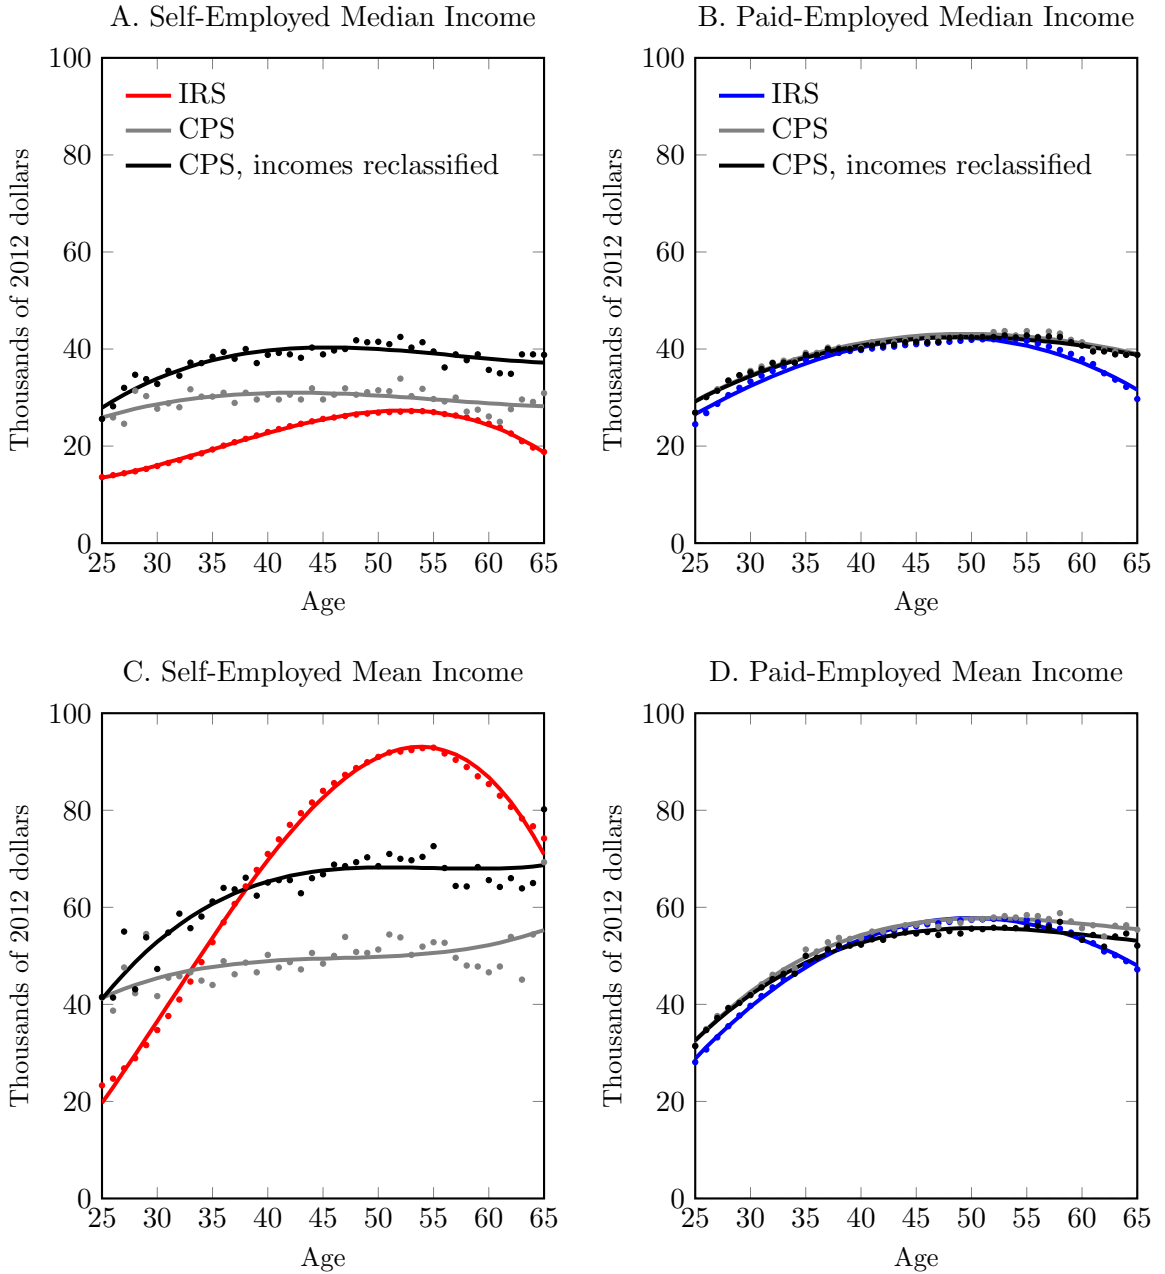 A. Self-Employed Median Income
100
80
60
40
20
0
Thousands of 2012 dollars
IRS
CPS
CPS, incomes reclassified
25 30 35 40 45 50 55 60 65
Age
B. Paid-Employed Median Income
100
80
60
40
20
0
Thousands of 2012 dollars
IRS
CPS
CPS, incomes reclassified
25 30 35 40 45 50 55 60 65
Age
C. Self-Employed Mean Income
100
80
60
40
20
0
Thousands of 2012 dollars
25 30 35 40 45 50 55 60 65
Age
D. Paid-Employed Mean Income
100
80
60
40
20
0
Thousands of 2012 dollars
25 30 35 40 45 50 55 60 65
Age